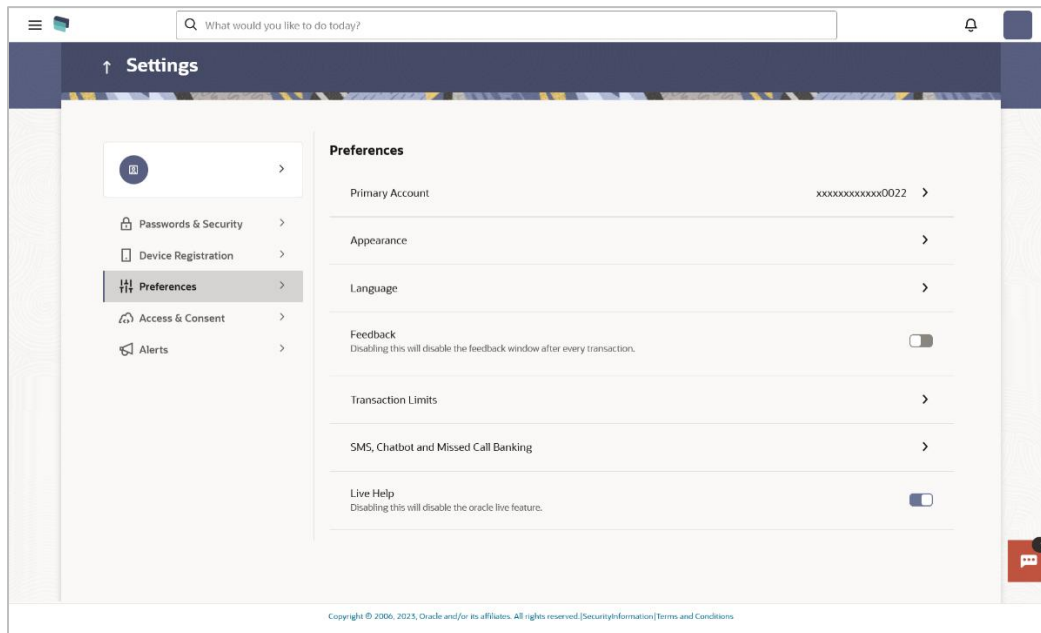 What would you like to do today?
↑ Settings
Preferences
Primary Account xxxxxxxxxxxx0022
Passwords & Security
Appearance
Device Registration
Preferences
Language
Access & Consent
Feedback
Disabling this will disable the feedback window after every transaction.
Alerts
Transaction Limits
SMS, Chatbot and Missed Call Banking
Live Help
Disabling this will disable the oracle live feature.
Copyright © 2006, 2023, Oracle and/or its affiliates. All rights reserved.|SecurityInformation|Terms and Conditions